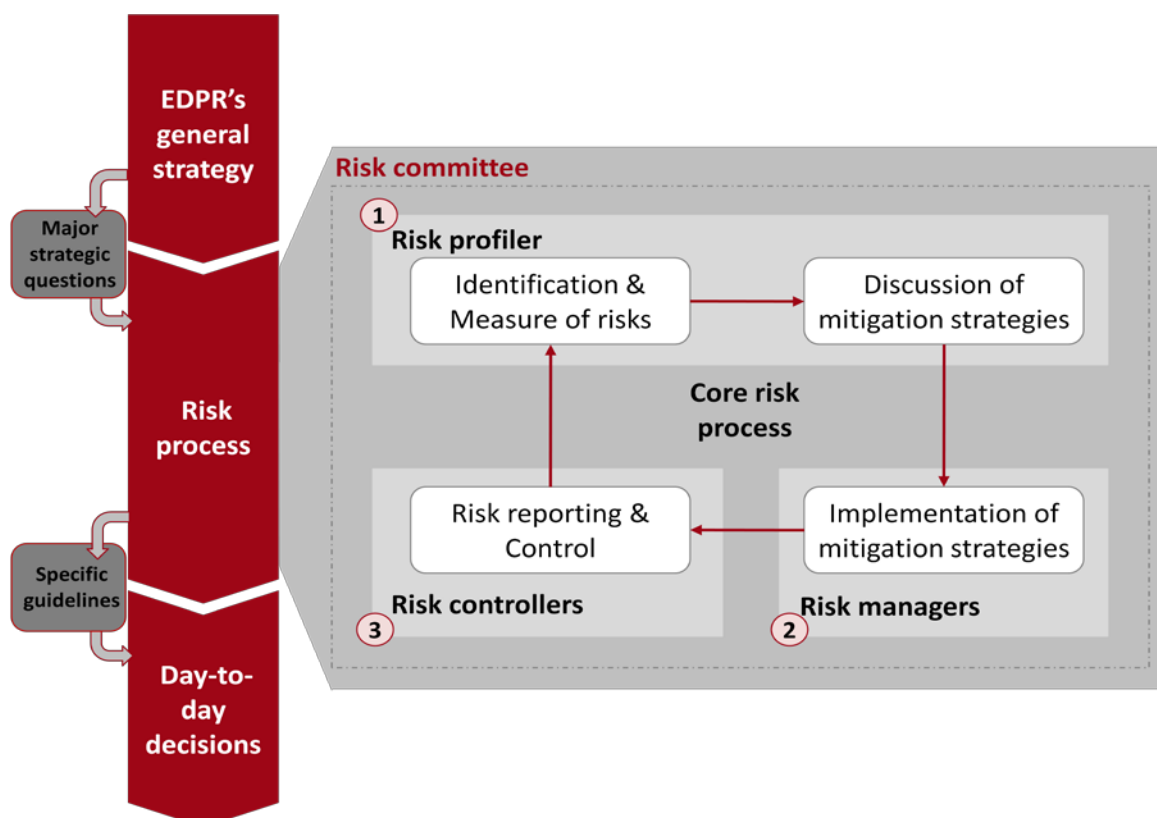 EDPR's
general
strategy
Major
strategic
questions
Risk
process
Specific
guidelines
Day-to-
day
decisions
Risk committee
1
Risk profiler
Identification &
Measure of risks
Discussion of
mitigation strategies
Core risk
process
Risk reporting &
Control
Implementation of
mitigation strategies
Risk controllers
3
Risk managers
2